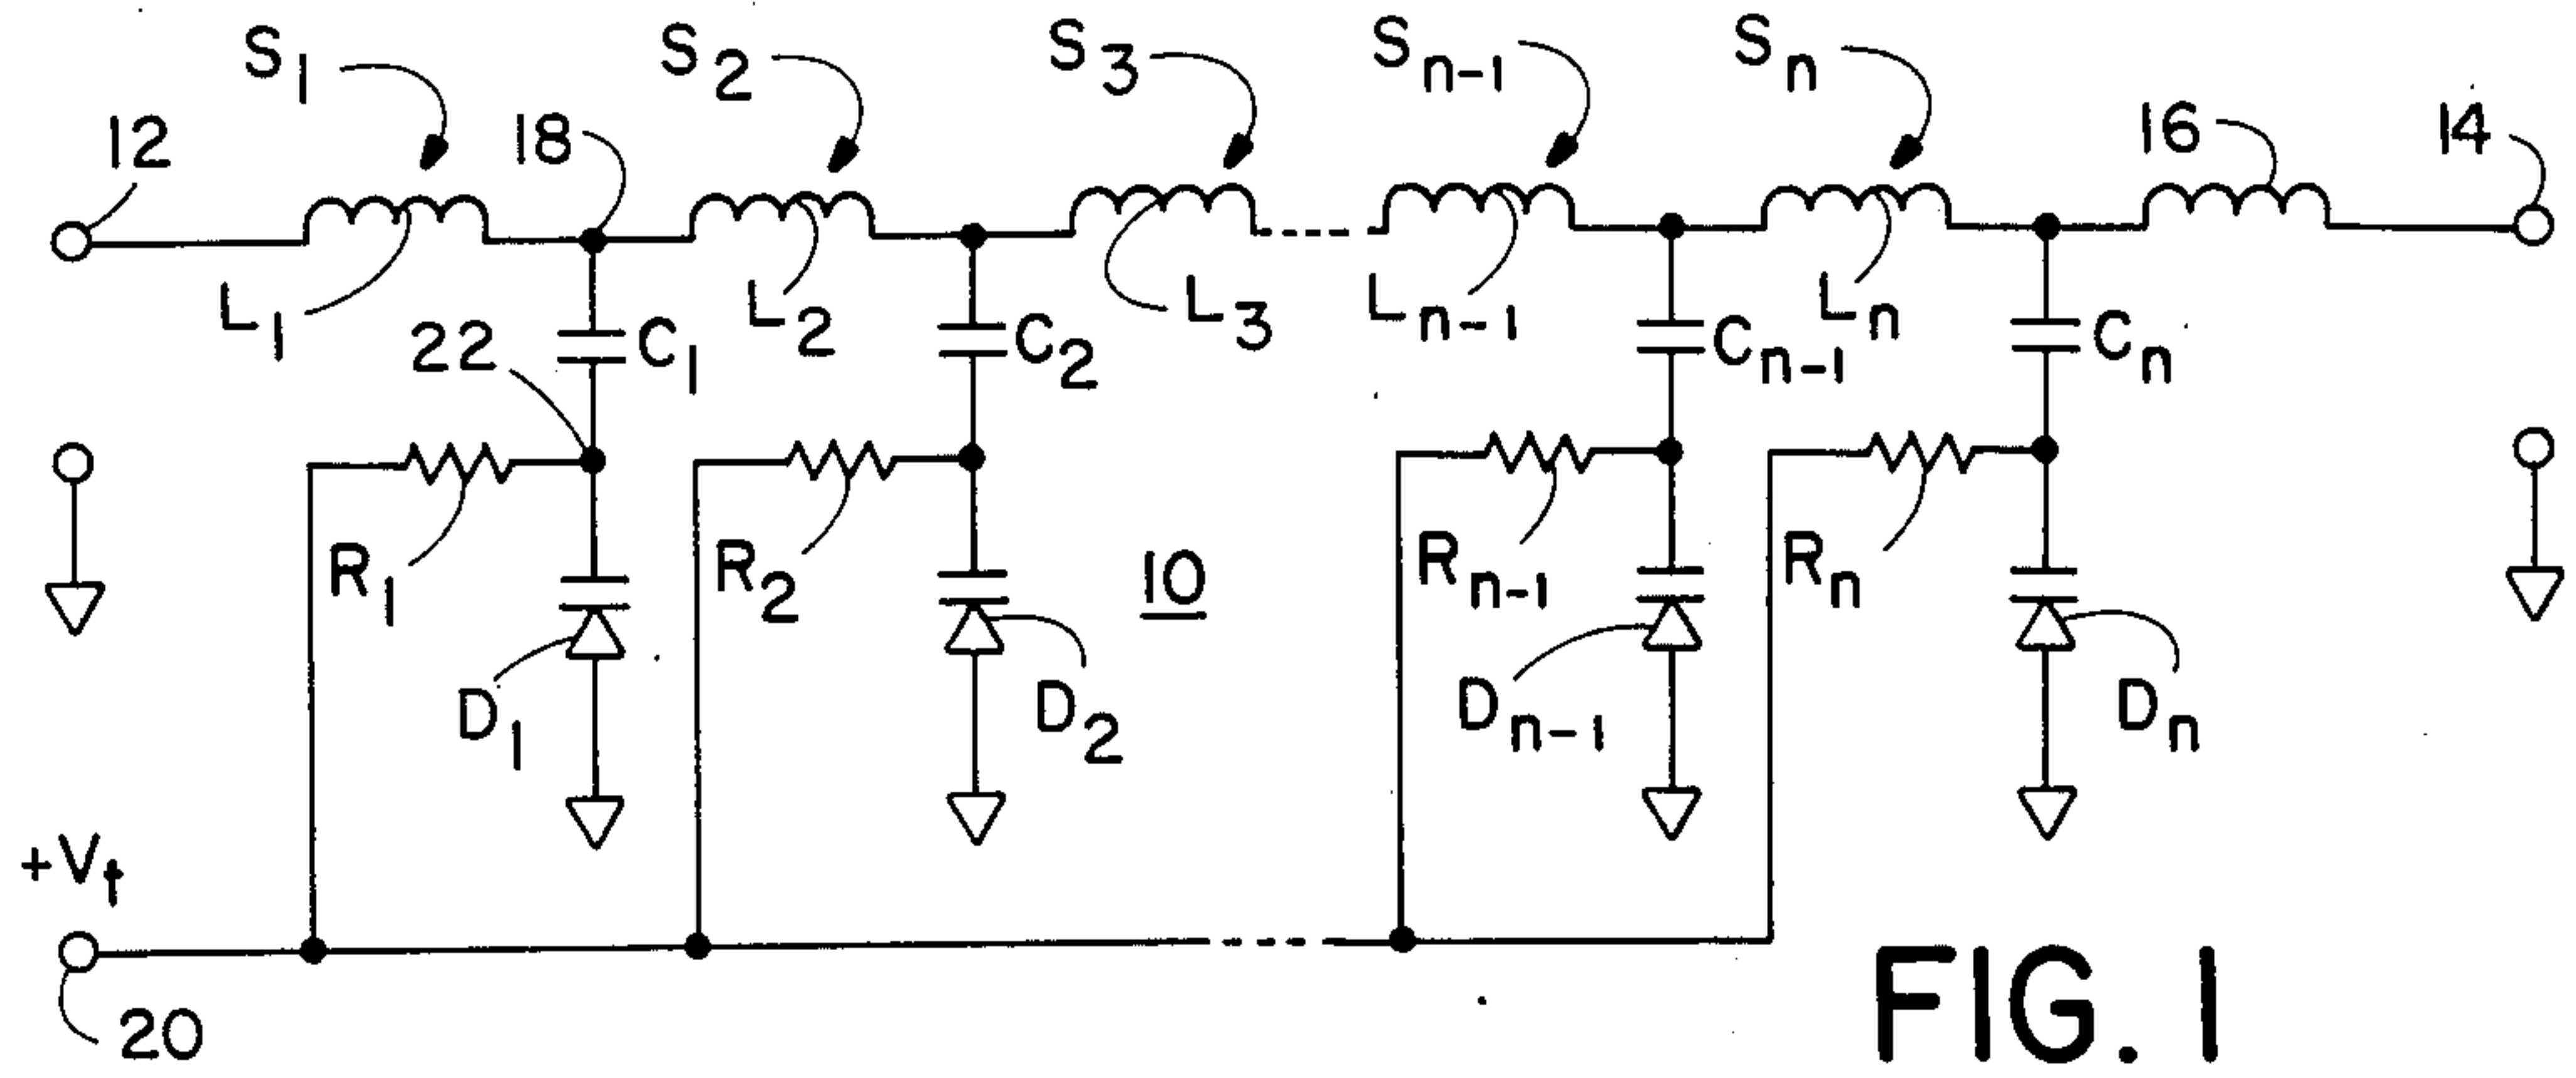 S1 S2 S3 Sn-1 Sn
12 18 16 14
L1 L2 L3 Ln-1 Ln
22 C1 C2 Cn-1 Cn
R1 R2 10 Rn-1 Rn
D1 D2 Dn-1 Dn
+Vt
20
FIG. 1